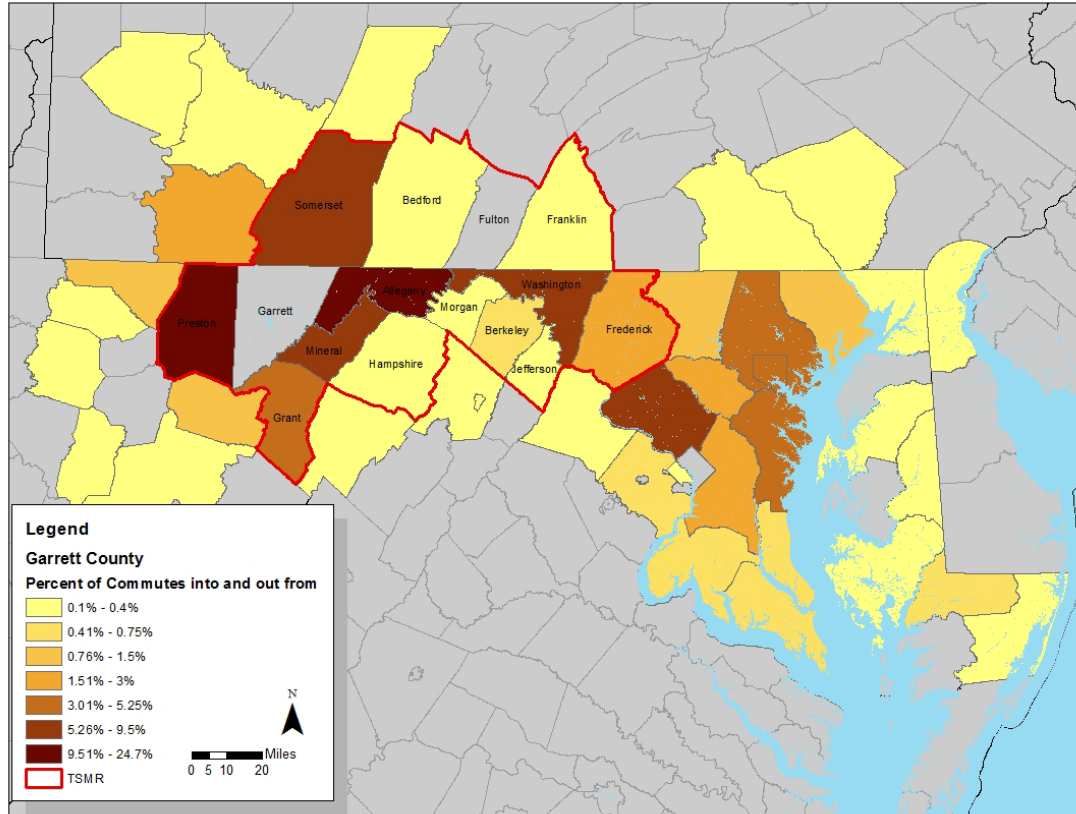 Somerset
Bedford
Fulton
Franklin
Preston
Garrett
Allegany
Washington
Morgan
Mineral
Berkeley
Frederick
Hampshire
Jefferson
Grant
Legend
Garrett County
Percent of Commutes into and out from
0.1% - 0.4%
0.41% - 0.75%
0.76% - 1.5%
1.51% - 3%
3.01% - 5.25%
5.26% - 9.5%
9.51% - 24.7%
TSMR
N
Miles
0 5 10 20